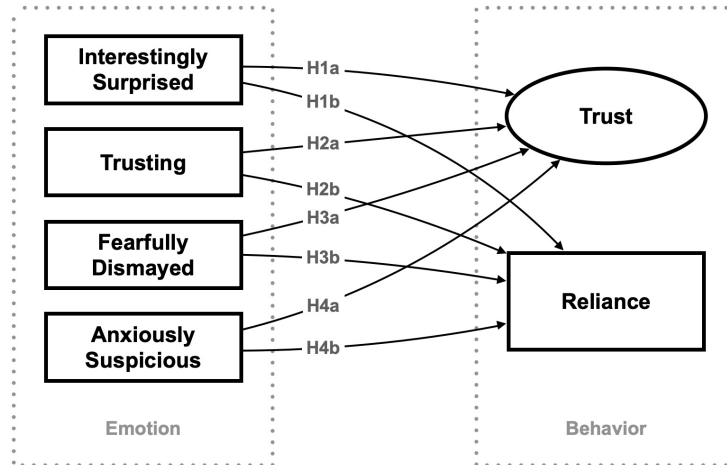 Interestingly
Surprised
Trusting
Fearfully
Dismayed
Anxiously
Suspicious
Emotion
H1a
H1b
H2a
H2b
H3a
H3b
H4a
H4b
Trust
Reliance
Behavior